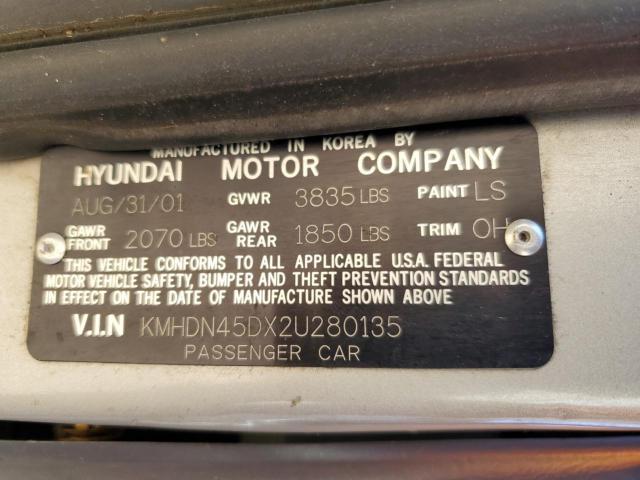 MANUFACTURED IN KOREA BY
HYUNDAI MOTOR COMPANY
AUG/31/01 GVWR 3835 LBS PAINT LS
GAWR FRONT 2070 LBS GAWR REAR 1850 LBS TRIM OH
THIS VEHICLE CONFORMS TO ALL APPLICABLE U.S.A. FEDERAL
MOTOR VEHICLE SAFETY, BUMPER AND THEFT PREVENTION STANDARDS
IN EFFECT ON THE DATE OF MANUFACTURE SHOWN ABOVE
V.I.N KMHDN45DX2U280135
PASSENGER CAR